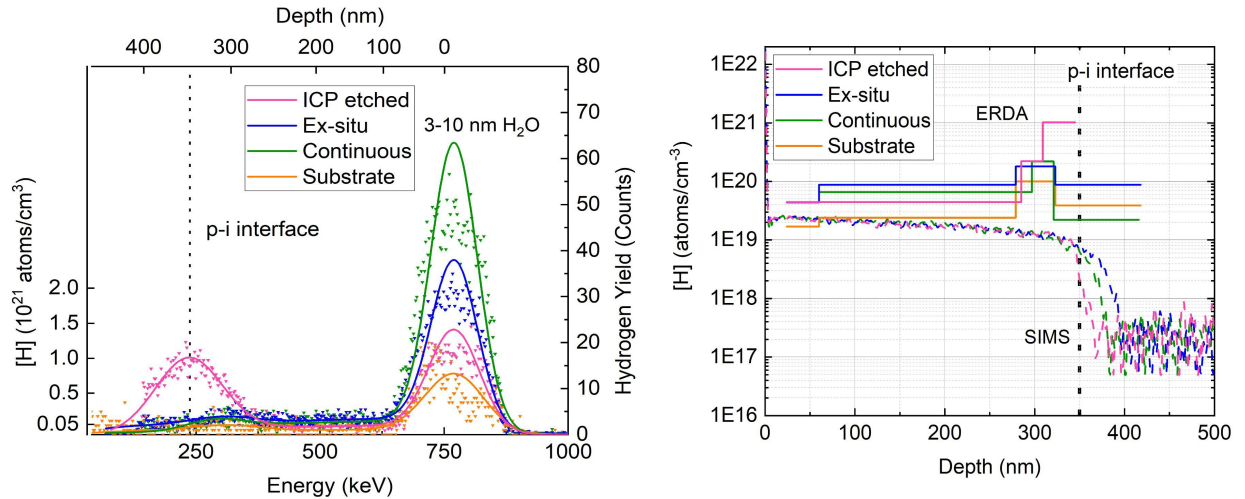 Depth (nm)
400 300 200 100 0
80
70
60
50
40
30
20
10
0
Hydrogen Yield (Counts)
ICP etched
Ex-situ
Continuous
Substrate
3-10 nm H₂O
p-i interface
2.0
1.5
1.0
0.5
0.05
[H] (10²¹ atoms/cm³)
250 500 750 1000
Energy (keV)
1E22
1E21
1E20
1E19
1E18
1E17
1E16
[H] (atoms/cm⁻³)
ICP etched
Ex-situ
Continuous
Substrate
p-i interface
ERDA
SIMS
0 100 200 300 400 500
Depth (nm)